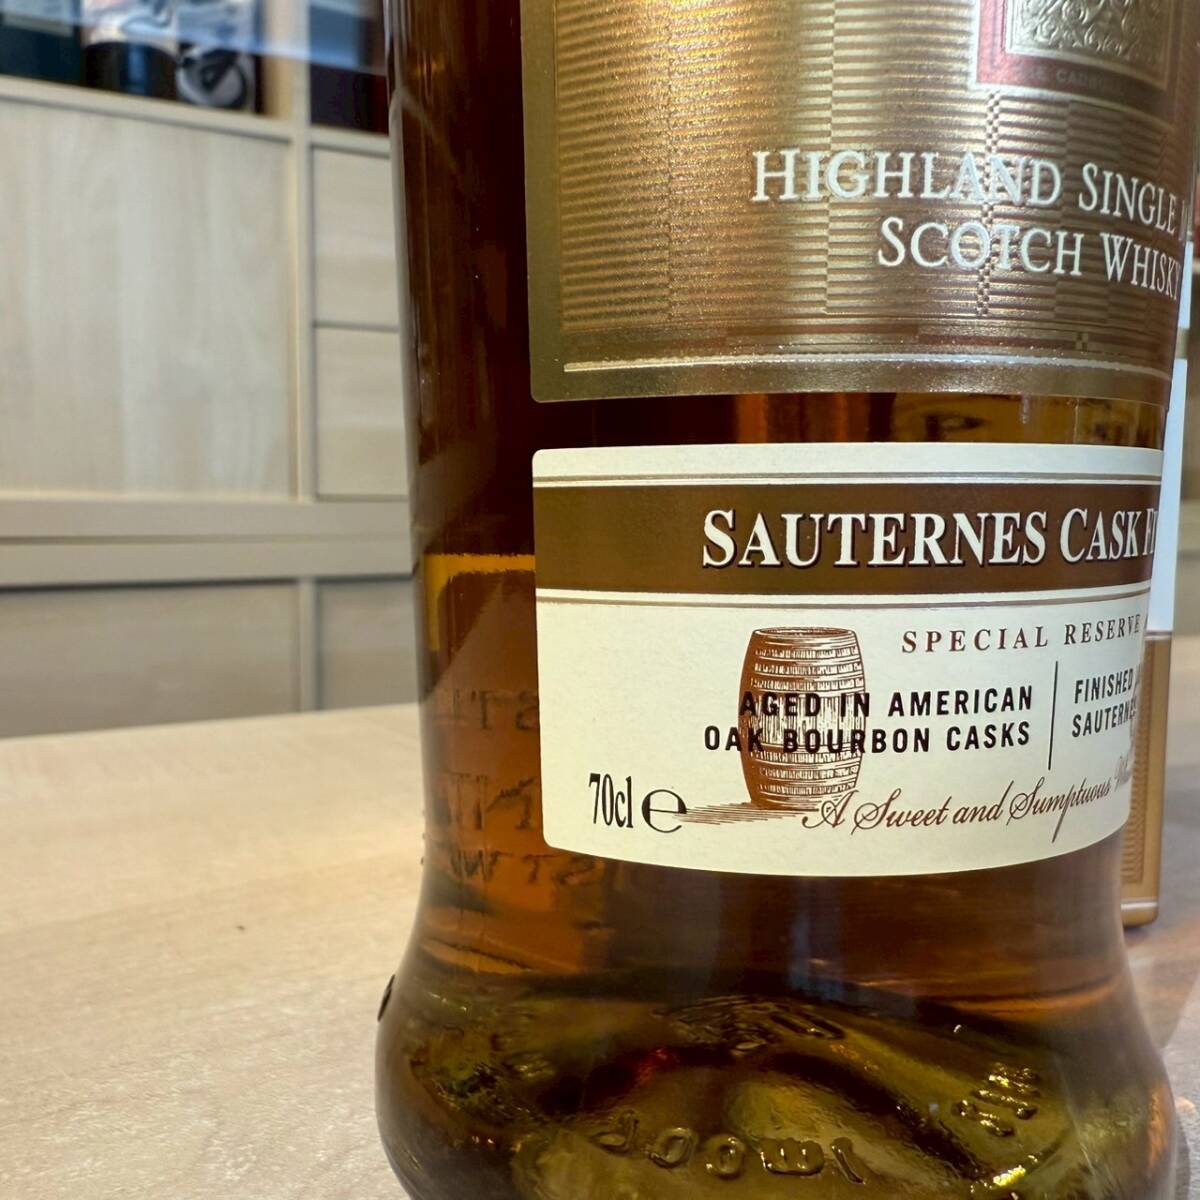 HIGHLAND SINGLE
SCOTCH WHISKY
SAUTERNES CASK
SPECIAL RESERVE
AGED IN AMERICAN
OAK BOURBON CASKS
FINISHED
SAUTERNES
70cl e
A Sweet and Sumptuous